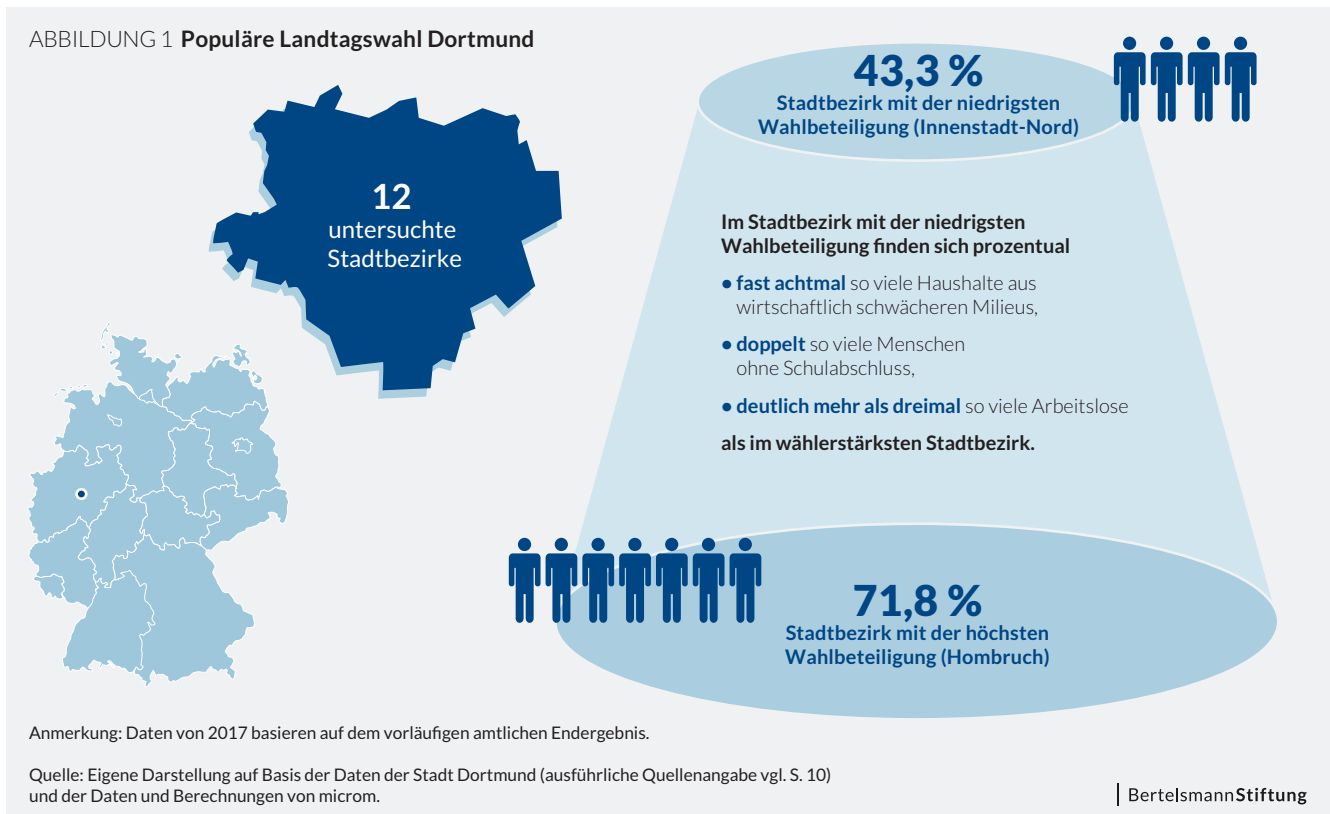 ABBILDUNG 1 Populäre Landtagswahl Dortmund
12
untersuchte
Stadtbezirke
43,3 %
Stadtbezirk mit der niedrigsten
Wahlbeteiligung (Innenstadt-Nord)
Im Stadtbezirk mit der niedrigsten
Wahlbeteiligung finden sich prozentual
• fast achtmal so viele Haushalte aus
wirtschaftlich schwächeren Milieus,
• doppelt so viele Menschen
ohne Schulabschluss,
• deutlich mehr als dreimal so viele Arbeitslose
als im wählerstärksten Stadtbezirk.
71,8 %
Stadtbezirk mit der höchsten
Wahlbeteiligung (Hombruch)
Anmerkung: Daten von 2017 basieren auf dem vorläufigen amtlichen Endergebnis.
Quelle: Eigene Darstellung auf Basis der Daten der Stadt Dortmund (ausführliche Quellenangabe vgl. S. 10)
und der Daten und Berechnungen von microm.
BertelsmannStiftung